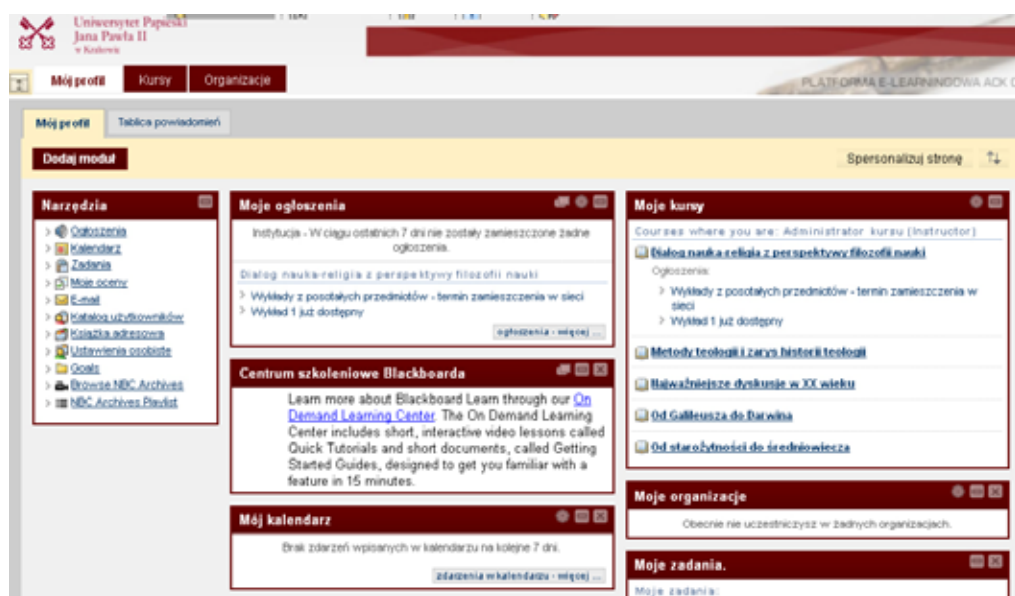 Uniwersytet Papieski
Jana Pawła II
w Krakowie
Mój profil
Kursy
Organizacje
PLATFORMA E-LEARNINGOWA
Mój profil
Tablica powiadomień
Dodaj moduł
Spersonalizuj stronę
Narzędzia
Ogłoszenia
Kalendarz
Zadania
Moje oceny
E-mail
Katalog użytkowników
Książka adresowa
Ustawienia osobiste
Goals
Browse NBC Archives
NBC Archives Playlist
Moje ogłoszenia
Instytucja - W ciągu ostatnich 7 dni nie zostały zamieszczone żadne
ogłoszenia.
Dialog nauka-religia z perspektywy filozofii nauki
Wykłady z posotałych przedmiotów - termin zamieszczenia w sieci
Wykład 1 już dostępny
ogłoszenia - więcej ...
Centrum szkoleniowe Blackboarda
Learn more about Blackboard Learn through our On
Demand Learning Center. The On Demand Learning
Center includes short, interactive video lessons called
Quick Tutorials and short documents, called Getting
Started Guides, designed to get you familiar with a
feature in 15 minutes.
Mój kalendarz
Brak zdarzeń wpisanych w kalendarzu na kolejne 7 dni.
zdarzenia w kalendarzu - więcej ...
Moje kursy
Courses where you are: Administrator kursu (Instructor)
Dialog nauka-religia z perspektywy filozofii nauki
Ogłoszenia:
Wykłady z posotałych przedmiotów - termin zamieszczenia w
sieci
Wykład 1 już dostępny
Metody teologii i zarys historii teologii
Najważniejsze dyskusje w XX wieku
Od Galileusza do Darwina
Od starożytności do średniowiecza
Moje organizacje
Obecnie nie uczestniczysz w żadnych organizacjach.
Moje zadania.
Moje zadania: